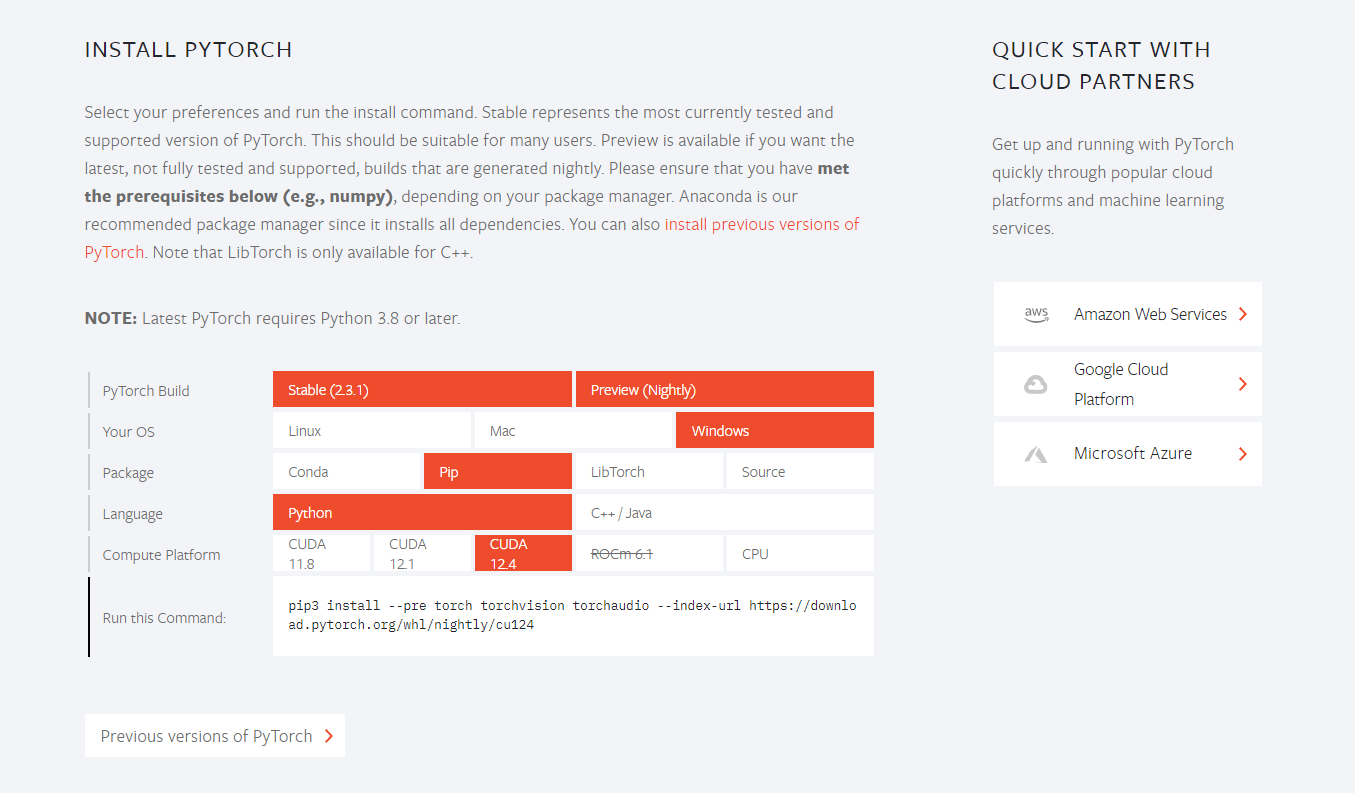 INSTALL PYTORCH
Select your preferences and run the install command. Stable represents the most currently tested and
supported version of PyTorch. This should be suitable for many users. Preview is available if you want the
latest, not fully tested and supported, builds that are generated nightly. Please ensure that you have met
the prerequisites below (e.g., numpy), depending on your package manager. Anaconda is our
recommended package manager since it installs all dependencies. You can also install previous versions of
PyTorch. Note that LibTorch is only available for C++.
NOTE: Latest PyTorch requires Python 3.8 or later.
PyTorch Build
Stable (2.3.1)
Preview (Nightly)
Your OS
Linux
Mac
Windows
Package
Conda
Pip
LibTorch
Source
Language
Python
C++ / Java
Compute Platform
CUDA
11.8
CUDA
12.1
CUDA
12.4
ROCm 6.1
CPU
Run this Command:
pip3 install --pre torch torchvision torchaudio --index-url https://downlo
ad.pytorch.org/whl/nightly/cu124
Previous versions of PyTorch
QUICK START WITH
CLOUD PARTNERS
Get up and running with PyTorch
quickly through popular cloud
platforms and machine learning
services.
aws
Amazon Web Services
Google Cloud
Platform
Microsoft Azure